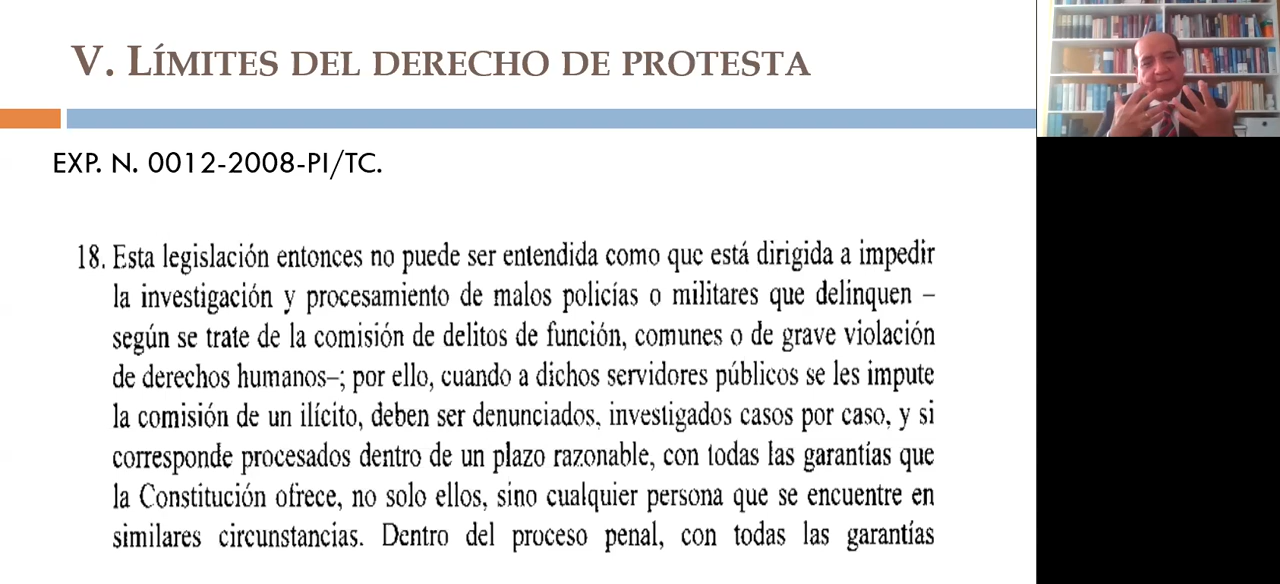 V. LÍMITES DEL DERECHO DE PROTESTA
EXP. N. 0012-2008-PI/TC.
18. Esta legislación entonces no puede ser entendida como que está dirigida a impedir
la investigación y procesamiento de malos policías o militares que delinquen –
según se trate de la comisión de delitos de función, comunes o de grave violación
de derechos humanos–; por ello, cuando a dichos servidores públicos se les impute
la comisión de un ilícito, deben ser denunciados, investigados casos por caso, y si
corresponde procesados dentro de un plazo razonable, con todas las garantías que
la Constitución ofrece, no solo ellos, sino cualquier persona que se encuentre en
similares circunstancias. Dentro del proceso penal, con todas las garantías